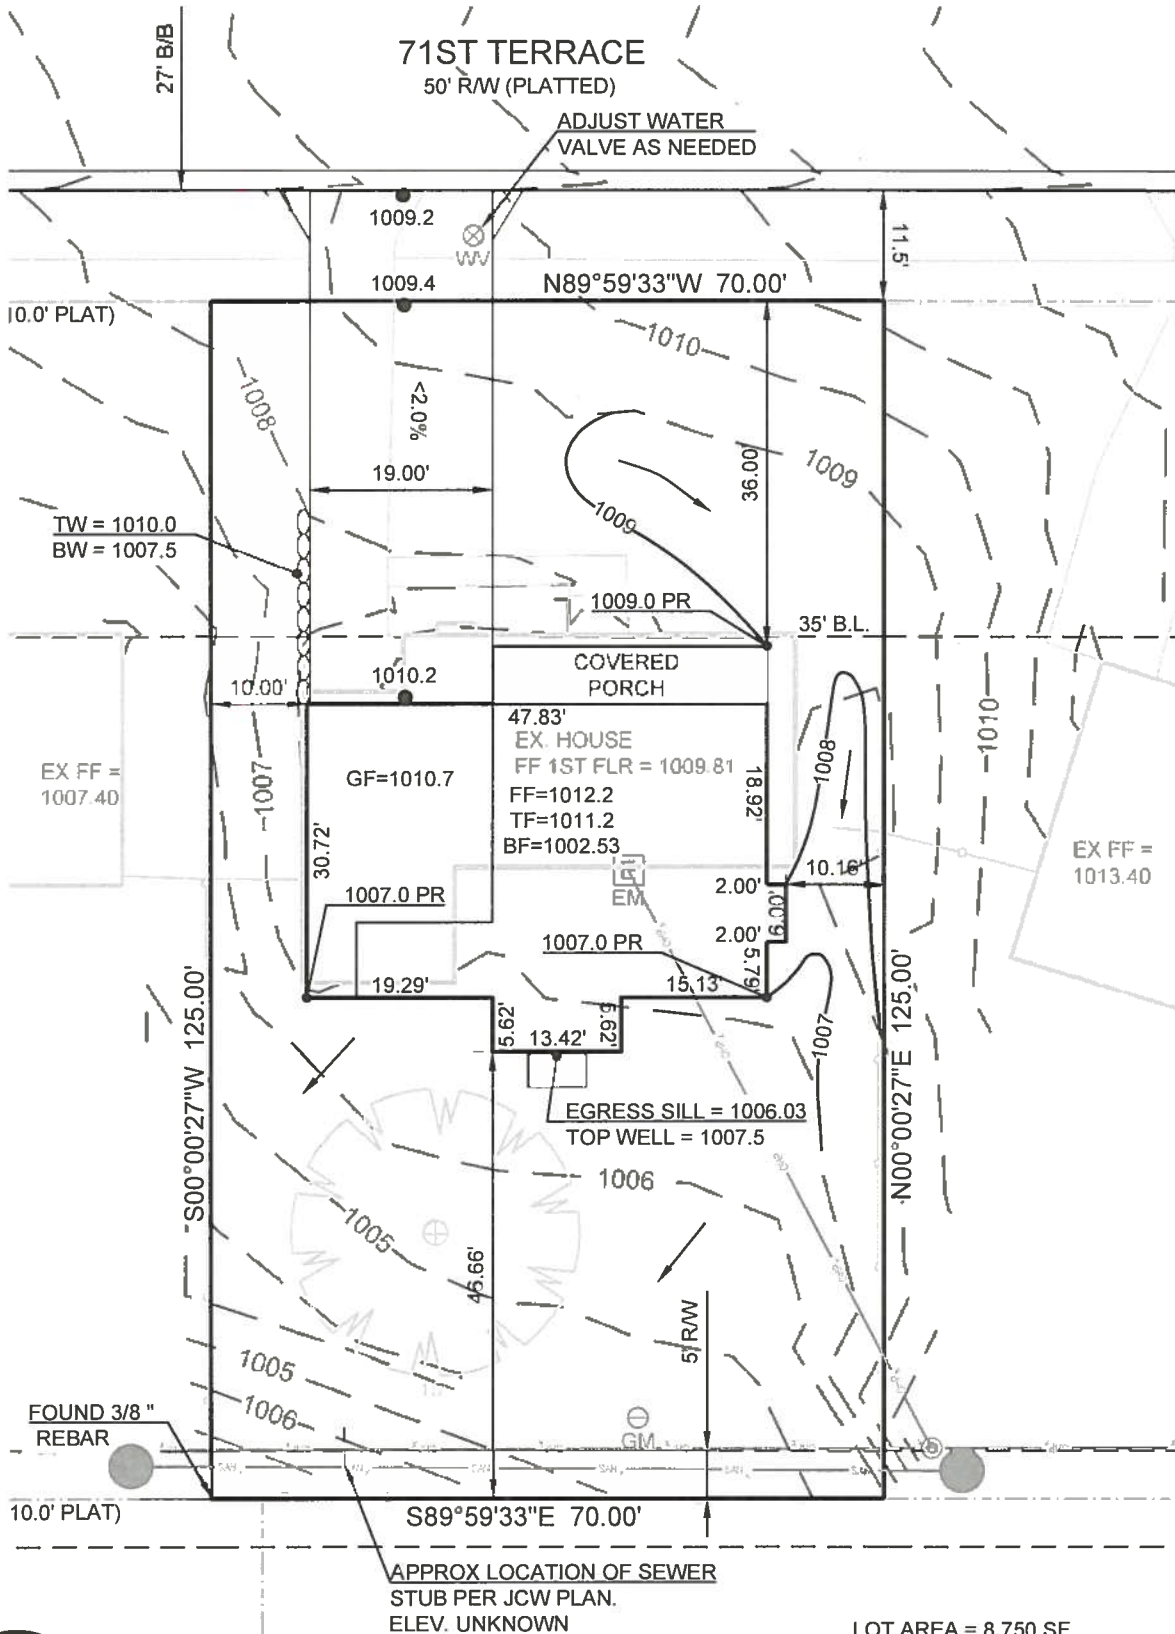 27' B/B
71ST TERRACE
50' R/W (PLATTED)
ADJUST WATER
VALVE AS NEEDED
1009.2
WV
11.5'
1009.4
N89°59'33"W 70.00'
10.0' PLAT)
1010
1008
<2.0%
19.00'
36.00'
1009
1009
TW = 1010.0
BW = 1007.5
1009.0 PR
35' B.L.
COVERED
PORCH
1010.2
10.00'
47.83'
EX. HOUSE
FF 1ST FLR = 1009.81
GF=1010.7
FF=1012.2
TF=1011.2
BF=1002.53
1010
1008
1007
18.92'
EX FF =
1007.40
EX FF =
1013.40
30.72'
EM
10.16'
2.00'
6.00'
2.00'
5.79'
1007.0 PR
1007.0 PR
19.29'
15.13'
5.62'
13.42'
5.62'
1007
S00°00'27"W 125.00'
N00°00'27"E 125.00'
EGRESS SILL = 1006.03
TOP WELL = 1007.5
1006
1005
46.66'
5' R/W
1005
1006
FOUND 3/8 "
REBAR
GM
SAN
SAN
SAN
SAN
10.0' PLAT)
S89°59'33"E 70.00'
APPROX LOCATION OF SEWER
STUB PER JCW PLAN.
ELEV. UNKNOWN
LOT AREA = 8,750 SF